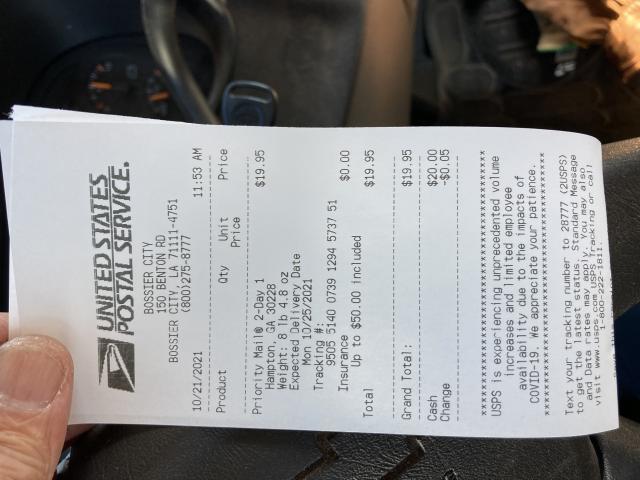 UNITED STATES
POSTAL SERVICE.
BOSSIER CITY
150 BENTON RD
BOSSIER CITY, LA 71111-4751
(800)275-8777
10/21/2021 11:53 AM
Product Qty Unit Price
Price
Priority Mail® 2-Day 1 $19.95
Hampton, GA 30228
Weight: 8 lb 4.8 oz
Expected Delivery Date
Mon 10/25/2021
Tracking #:
9505 5140 0739 1294 5737 51
Insurance $0.00
Up to $50.00 included
Total $19.95
Grand Total: $19.95
Cash $20.00
Change -$0.05
USPS is experiencing unprecedented volume
increases and limited employee
availability due to the impacts of
COVID-19. We appreciate your patience.
Text your tracking number to 28777 (2USPS)
to get the latest status. Standard Message
and Data rates may apply. You may also
visit www.usps.com USPS Tracking or call
1-800-222-1811.